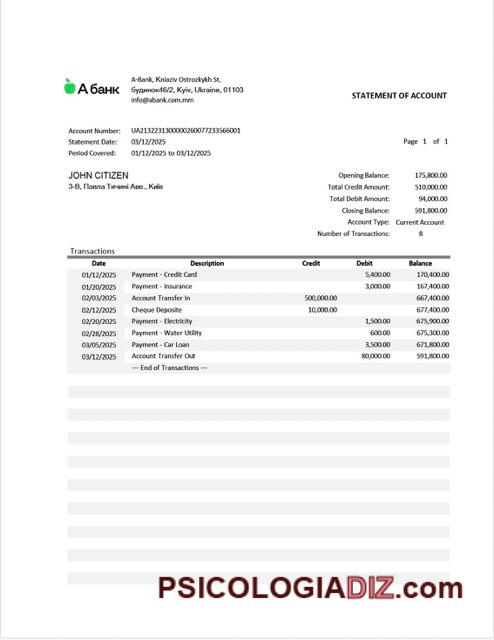 А банк
A-Bank, Kniaziv Ostrozkykh St,
будинок46/2, Kyiv, Ukraine, 01103
info@abank.com.mm
STATEMENT OF ACCOUNT
Account Number: UA213223130000026007233566001
Statement Date: 03/12/2025
Page 1 of 1
Period Covered: 01/12/2025 to 03/12/2025
JOHN CITIZEN
3-В, Павла Тичині Аве., Київ
Opening Balance: 175,800.00
Total Credit Amount: 510,000.00
Total Debit Amount: 94,000.00
Closing Balance: 591,800.00
Account Type: Current Account
Number of Transactions: 8
Transactions
Date Description Credit Debit Balance
01/12/2025 Payment - Credit Card 5,400.00 170,400.00
01/20/2025 Payment - Insurance 3,000.00 167,400.00
02/03/2025 Account Transfer In 500,000.00 667,400.00
02/12/2025 Cheque Deposite 10,000.00 677,400.00
02/20/2025 Payment - Electricity 1,500.00 675,900.00
02/28/2025 Payment - Water Utility 600.00 675,300.00
03/05/2025 Payment - Car Loan 3,500.00 671,800.00
03/12/2025 Account Transfer Out 80,000.00 591,800.00
--- End of Transactions ---
PSICOLOGIADIZ.com